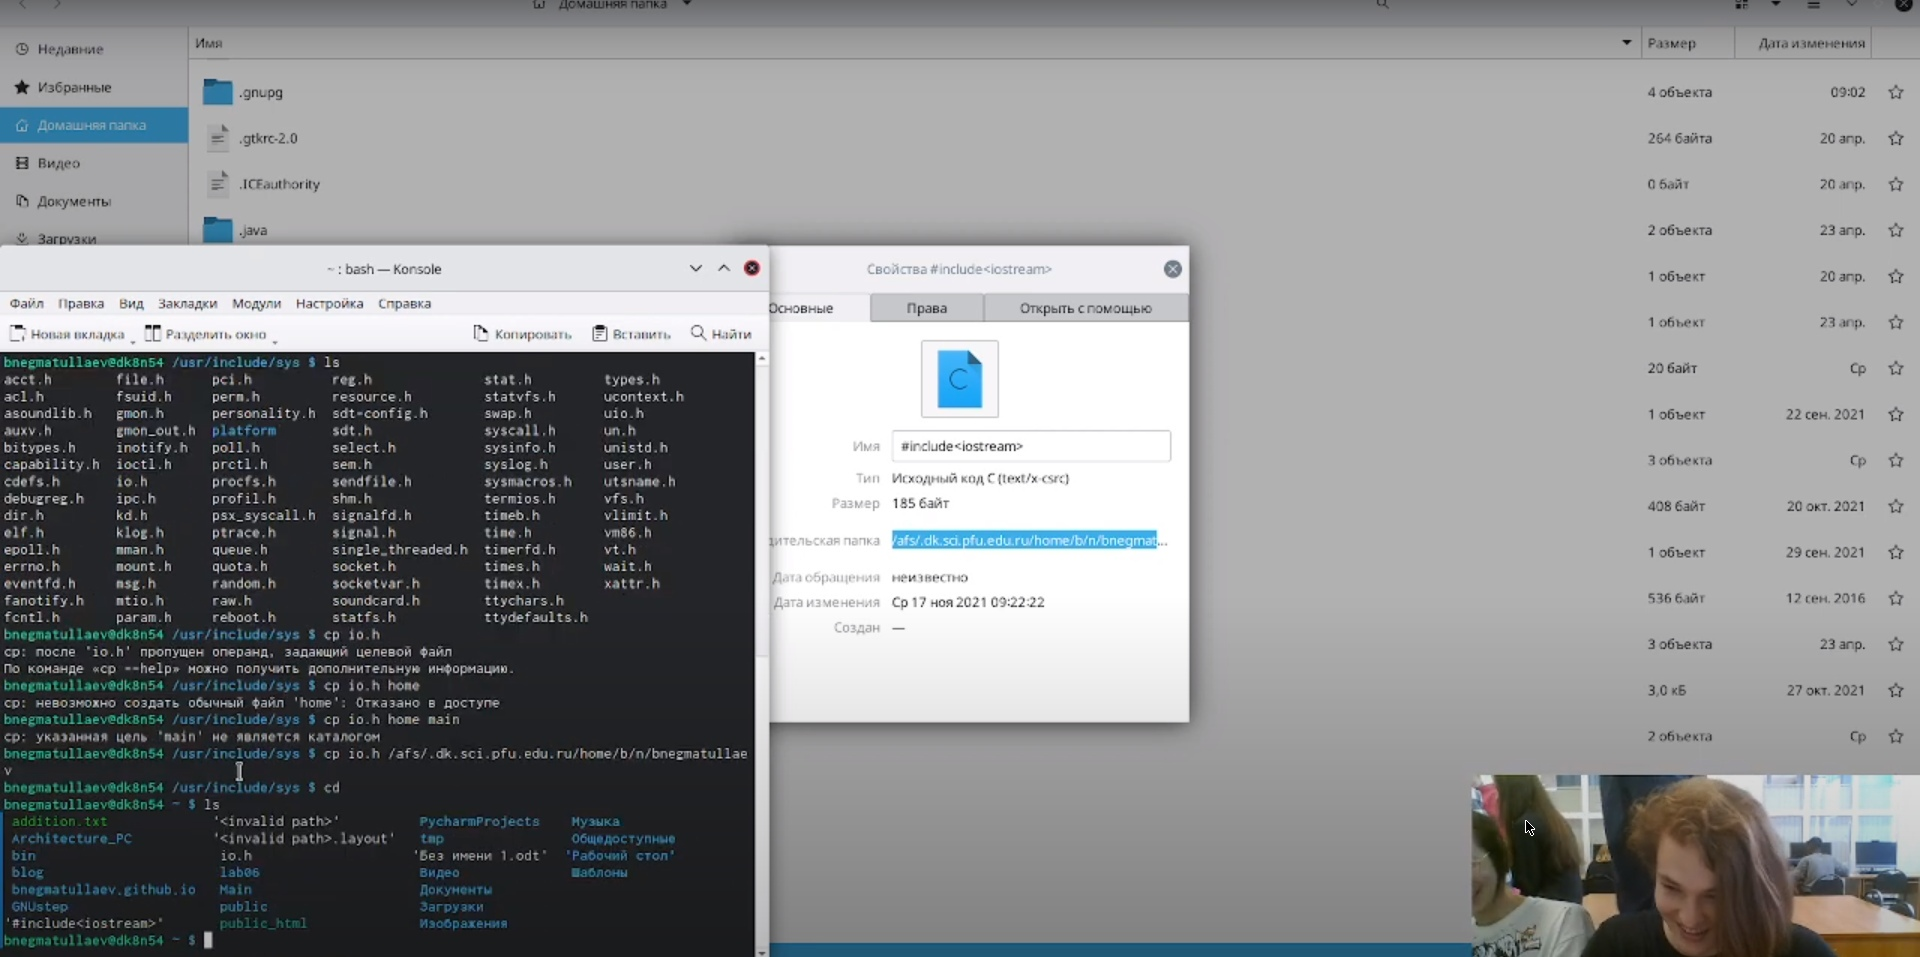 Домашняя папка
Недавние
Избранные
Домашняя папка
Видео
Документы
Загрузки
Имя Размер Дата изменения
.gnupg 4 объекта 09:02
.gtkrc-2.0 264 байта 20 апр.
.ICEauthority 0 байт 20 апр.
.java 2 объекта 23 апр.
1 объект 20 апр.
1 объект 23 апр.
20 байт Ср
1 объект 22 сен. 2021
3 объекта Ср
408 байт 20 окт. 2021
1 объект 29 сен. 2021
536 байт 12 сен. 2016
3 объекта 23 апр.
3,0 кБ 27 окт. 2021
2 объекта Ср
~ : bash — Konsole
Файл Правка Вид Закладки Модули Настройка Справка
Новая вкладка Разделить окно Копировать Вставить Найти
bnegmatullaev@dk8n54 /usr/include/sys $ ls
acct.h file.h pci.h reg.h stat.h types.h
acl.h fsuid.h perm.h resource.h statvfs.h ucontext.h
asoundlib.h gmon.h personality.h sdt-config.h swap.h uio.h
auxv.h gmon_out.h platform sdt.h syscall.h un.h
bitypes.h inotify.h poll.h select.h sysinfo.h unistd.h
capability.h ioctl.h prctl.h sem.h syslog.h user.h
cdefs.h io.h procfs.h sendfile.h sysmacros.h utsname.h
debugreg.h ipc.h profil.h shm.h termios.h vfs.h
dir.h kd.h psx_syscall.h signalfd.h timeb.h vlimit.h
elf.h klog.h ptrace.h signal.h time.h vm86.h
epoll.h mman.h queue.h single_threaded.h timerfd.h vt.h
errno.h mount.h quota.h socket.h times.h wait.h
eventfd.h msg.h random.h socketvar.h timex.h xattr.h
fanotify.h mtio.h raw.h soundcard.h ttychars.h
fcntl.h param.h reboot.h statfs.h ttydefaults.h
bnegmatullaev@dk8n54 /usr/include/sys $ cp io.h
cp: после 'io.h' пропущен операнд, задающий целевой файл
По команде «cp --help» можно получить дополнительную информацию.
bnegmatullaev@dk8n54 /usr/include/sys $ cp io.h home
cp: невозможно создать обычный файл 'home': Отказано в доступе
bnegmatullaev@dk8n54 /usr/include/sys $ cp io.h home main
cp: указанная цель 'main' не является каталогом
bnegmatullaev@dk8n54 /usr/include/sys $ cp io.h /afs/.dk.sci.pfu.edu.ru/home/b/n/bnegmatullae
v
bnegmatullaev@dk8n54 /usr/include/sys $ cd
bnegmatullaev@dk8n54 ~ $ ls
addition.txt '<invalid path>' PycharmProjects Музыка
Architecture_PC '<invalid path>.layout' tmp Общедоступные
bin io.h 'Без имени 1.odt' 'Рабочий стол'
blog lab06 Видео Шаблоны
bnegmatullaev.github.io Main Документы
GNUstep public Загрузки
'#include<iostream>' public_html Изображения
bnegmatullaev@dk8n54 ~ $
Свойства #include<iostream>
Основные Права Открыть с помощью
C
Имя #include<iostream>
Тип Исходный код C (text/x-csrc)
Размер 185 байт
дительская папка /afs/.dk.sci.pfu.edu.ru/home/b/n/bnegmat...
Дата обращения неизвестно
Дата изменения Ср 17 ноя 2021 09:22:22
Создан —